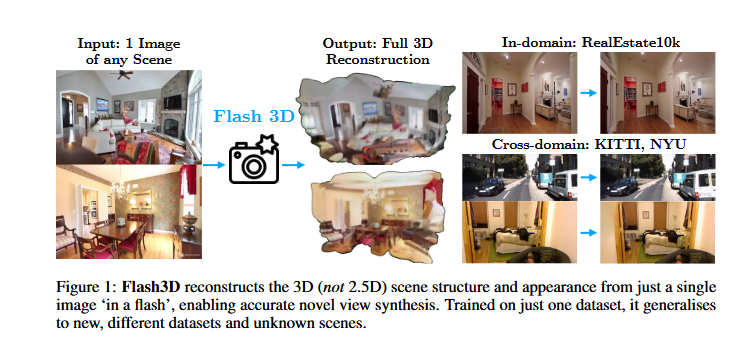 Input: 1 Image
of any Scene
Flash 3D
Output: Full 3D
Reconstruction
In-domain: RealEstate10k
Cross-domain: KITTI, NYU
Figure 1: Flash3D reconstructs the 3D (not 2.5D) scene structure and appearance from just a single
image ‘in a flash’, enabling accurate novel view synthesis. Trained on just one dataset, it generalises
to new, different datasets and unknown scenes.